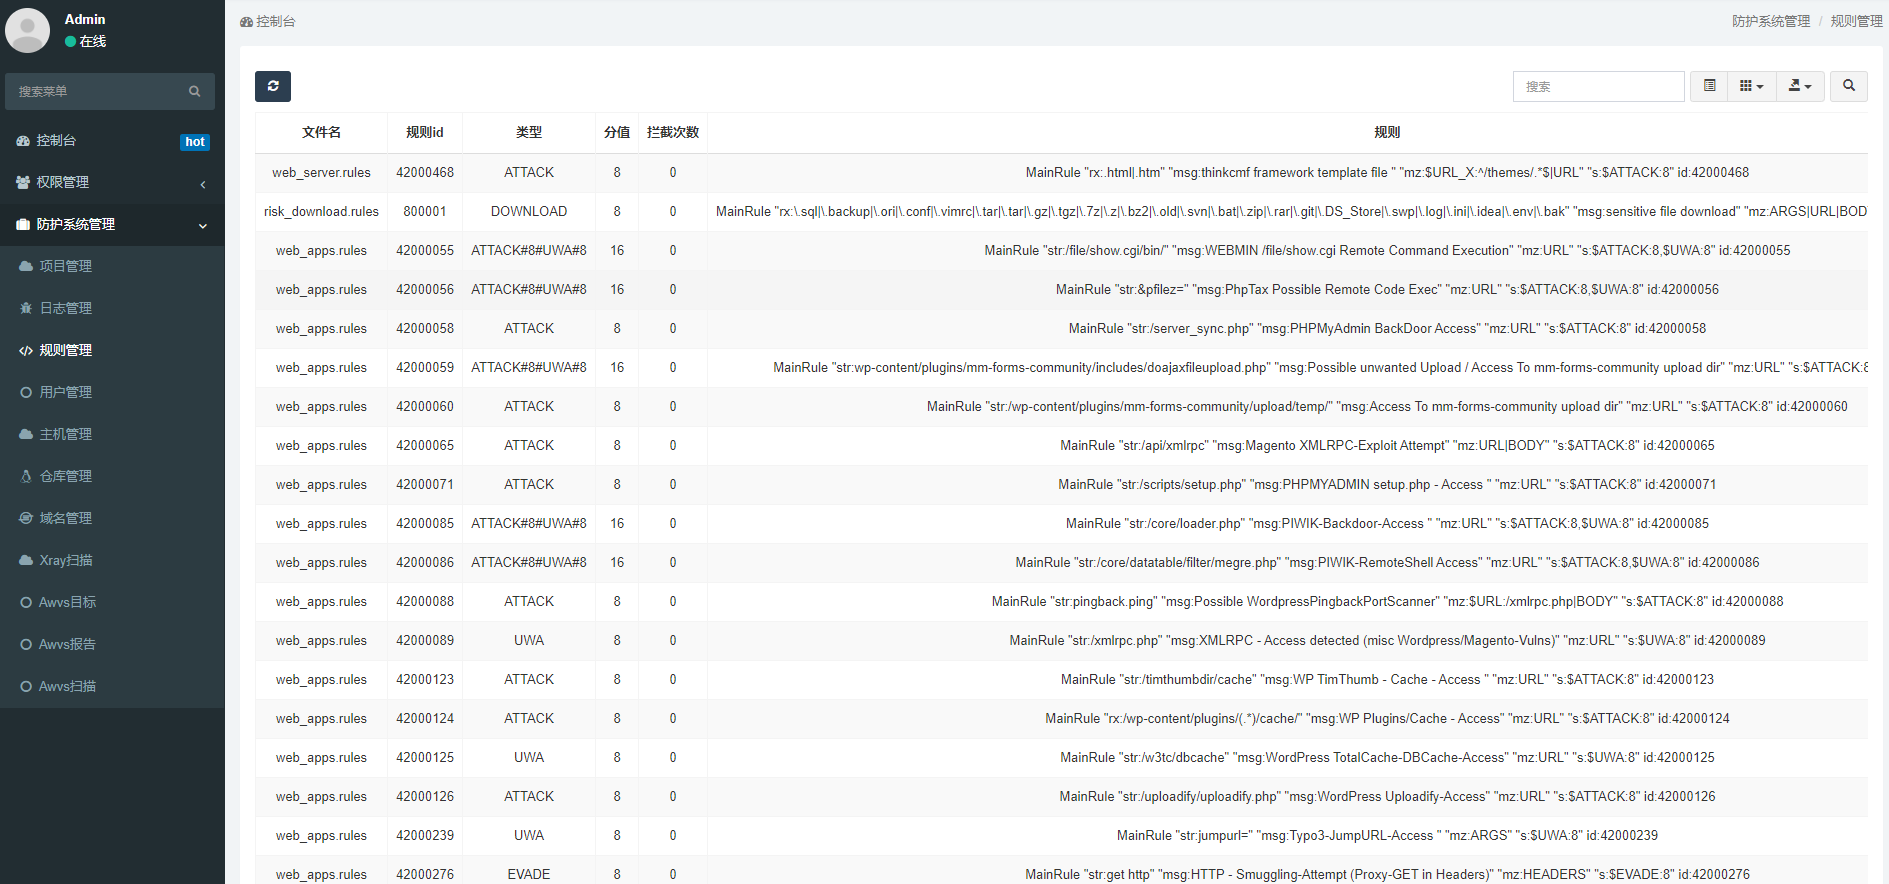 Admin
在线
搜索菜单
控制台 hot
权限管理
防护系统管理
项目管理
日志管理
规则管理
用户管理
主机管理
仓库管理
域名管理
Xray扫描
Awvs目标
Awvs报告
Awvs扫描
控制台
防护系统管理 / 规则管理
搜索
文件名 规则id 类型 分值 拦截次数 规则
web_server.rules 42000468 ATTACK 8 0 MainRule "rx:.html|.htm" "msg:thinkcmf framework template file " "mz:$URL_X:^/themes/.*$|URL" "s:$ATTACK:8" id:42000468
risk_download.rules 800001 DOWNLOAD 8 0 MainRule "rx:\.sql|\.backup|\.ori|\.conf|\.vimrc|\.tar|\.tar|\.gz|\.tgz|\.7z|\.z|\.bz2|\.old|\.svn|\.bat|\.zip|\.rar|\.git|\.DS_Store|\.swp|\.log|\.ini|\.idea|\.env|\.bak" "msg:sensitive file download" "mz:ARGS|URL|BOD
web_apps.rules 42000055 ATTACK#8#UWA#8 16 0 MainRule "str:/file/show.cgi/bin/" "msg:WEBMIN /file/show.cgi Remote Command Execution" "mz:URL" "s:$ATTACK:8,$UWA:8" id:42000055
web_apps.rules 42000056 ATTACK#8#UWA#8 16 0 MainRule "str:&pfilez=" "msg:PhpTax Possible Remote Code Exec" "mz:URL" "s:$ATTACK:8,$UWA:8" id:42000056
web_apps.rules 42000058 ATTACK 8 0 MainRule "str:/server_sync.php" "msg:PHPMyAdmin BackDoor Access" "mz:URL" "s:$ATTACK:8" id:42000058
web_apps.rules 42000059 ATTACK#8#UWA#8 16 0 MainRule "str:wp-content/plugins/mm-forms-community/includes/doajaxfileupload.php" "msg:Possible unwanted Upload / Access To mm-forms-community upload dir" "mz:URL" "s:$ATTACK:8
web_apps.rules 42000060 ATTACK 8 0 MainRule "str:/wp-content/plugins/mm-forms-community/upload/temp/" "msg:Access To mm-forms-community upload dir" "mz:URL" "s:$ATTACK:8" id:42000060
web_apps.rules 42000065 ATTACK 8 0 MainRule "str:/api/xmlrpc" "msg:Magento XMLRPC-Exploit Attempt" "mz:URL|BODY" "s:$ATTACK:8" id:42000065
web_apps.rules 42000071 ATTACK 8 0 MainRule "str:/scripts/setup.php" "msg:PHPMYADMIN setup.php - Access " "mz:URL" "s:$ATTACK:8" id:42000071
web_apps.rules 42000085 ATTACK#8#UWA#8 16 0 MainRule "str:/core/loader.php" "msg:PIWIK-Backdoor-Access " "mz:URL" "s:$ATTACK:8,$UWA:8" id:42000085
web_apps.rules 42000086 ATTACK#8#UWA#8 16 0 MainRule "str:/core/datatable/filter/megre.php" "msg:PIWIK-RemoteShell Access" "mz:URL" "s:$ATTACK:8,$UWA:8" id:42000086
web_apps.rules 42000088 ATTACK 8 0 MainRule "str:pingback.ping" "msg:Possible WordpressPingbackPortScanner" "mz:$URL:/xmlrpc.php|BODY" "s:$ATTACK:8" id:42000088
web_apps.rules 42000089 UWA 8 0 MainRule "str:/xmlrpc.php" "msg:XMLRPC - Access detected (misc Wordpress/Magento-Vulns)" "mz:URL" "s:$UWA:8" id:42000089
web_apps.rules 42000123 ATTACK 8 0 MainRule "str:/timthumbdir/cache" "msg:WP TimThumb - Cache - Access " "mz:URL" "s:$ATTACK:8" id:42000123
web_apps.rules 42000124 ATTACK 8 0 MainRule "rx:/wp-content/plugins/(.*)/cache/" "msg:WP Plugins/Cache - Access" "mz:URL" "s:$ATTACK:8" id:42000124
web_apps.rules 42000125 UWA 8 0 MainRule "str:/w3tc/dbcache" "msg:WordPress TotalCache-DBCache-Access" "mz:URL" "s:$UWA:8" id:42000125
web_apps.rules 42000126 ATTACK 8 0 MainRule "str:/uploadify/uploadify.php" "msg:WordPress Uploadify-Access" "mz:URL" "s:$ATTACK:8" id:42000126
web_apps.rules 42000239 UWA 8 0 MainRule "str:jumpurl=" "msg:Typo3-JumpURL-Access " "mz:ARGS" "s:$UWA:8" id:42000239
web_apps.rules 42000276 EVADE 8 0 MainRule "str:get http" "msg:HTTP - Smuggling-Attempt (Proxy-GET in Headers)" "mz:HEADERS" "s:$EVADE:8" id:42000276